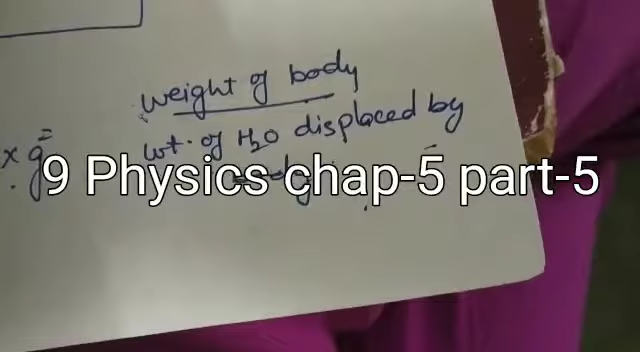 weight of body
wt. of H₂O displaced by
x g
9 Physics chap-5 part-5